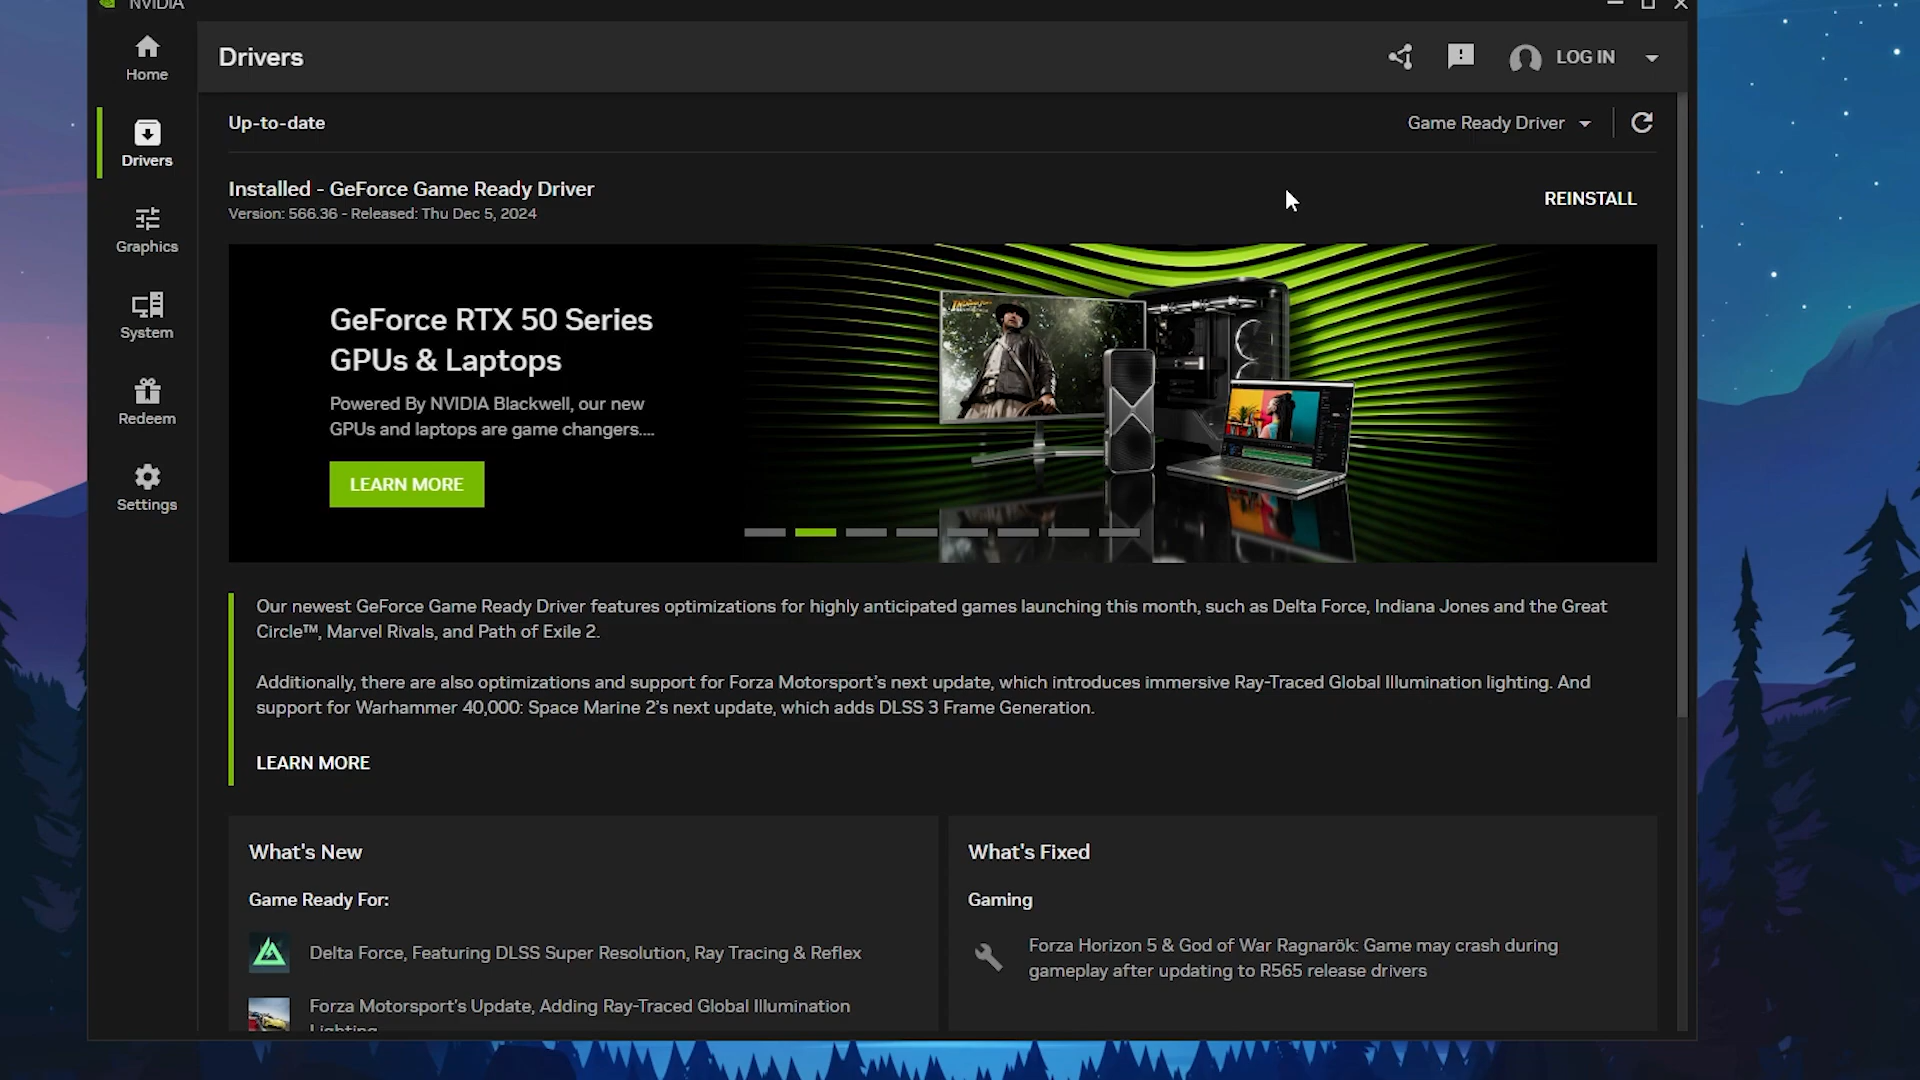 NVIDIA
Home
Drivers
Graphics
System
Redeem
Settings
Drivers
LOG IN
Up-to-date
Game Ready Driver
Installed - GeForce Game Ready Driver
Version: 566.36 - Released: Thu Dec 5, 2024
REINSTALL
GeForce RTX 50 Series
GPUs & Laptops
Powered By NVIDIA Blackwell, our new
GPUs and laptops are game changers....
LEARN MORE
Our newest GeForce Game Ready Driver features optimizations for highly anticipated games launching this month, such as Delta Force, Indiana Jones and the Great
Circle™, Marvel Rivals, and Path of Exile 2.
Additionally, there are also optimizations and support for Forza Motorsport’s next update, which introduces immersive Ray-Traced Global Illumination lighting. And
support for Warhammer 40,000: Space Marine 2’s next update, which adds DLSS 3 Frame Generation.
LEARN MORE
What's New
Game Ready For:
Delta Force, Featuring DLSS Super Resolution, Ray Tracing & Reflex
Forza Motorsport’s Update, Adding Ray-Traced Global Illumination
Lighting
What's Fixed
Gaming
Forza Horizon 5 & God of War Ragnarök: Game may crash during
gameplay after updating to R565 release drivers